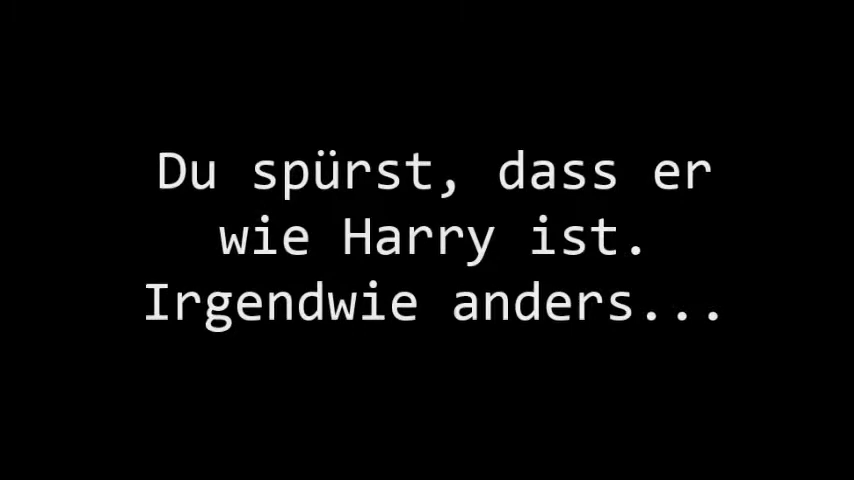 Du spürst, dass er
wie Harry ist.
Irgendwie anders...